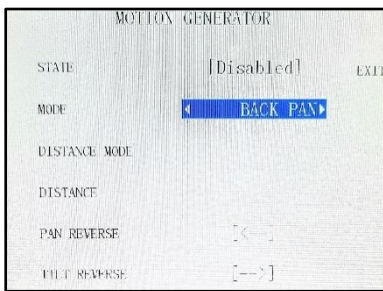 MOTION GENERATOR
STATE [Disabled] EXIT
MODE BACK PAN
DISTANCE MODE
DISTANCE
PAN REVERSE [<--]
TILT REVERSE [-->]